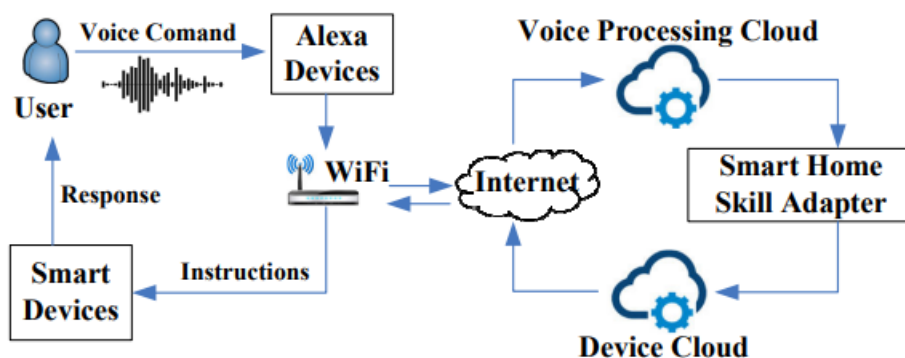 Voice Comand
Alexa
Devices
User
Voice Processing Cloud
WiFi
Internet
Smart Home
Skill Adapter
Response
Instructions
Smart
Devices
Device Cloud